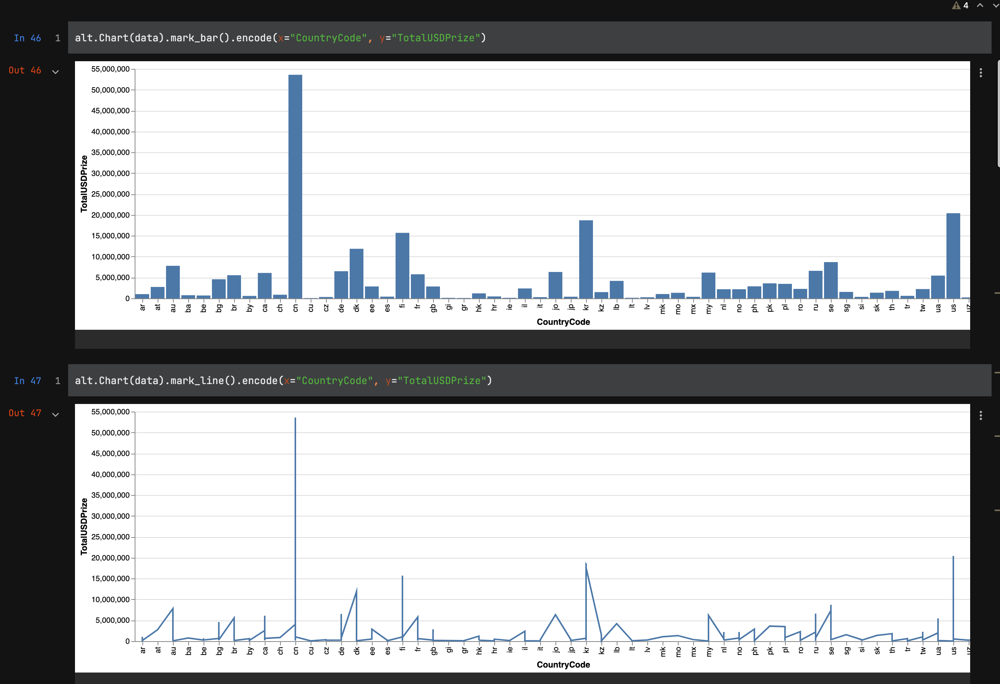 4
In 46 1 alt.Chart(data).mark_bar().encode(x="CountryCode", y="TotalUSDPrize")
Out 46
55,000,000
50,000,000
45,000,000
40,000,000
35,000,000
30,000,000
25,000,000
20,000,000
15,000,000
10,000,000
5,000,000
0
TotalUSDPrize
ar at au ba be bg br by ca ch cn cu cz de dk ee es fi fr gb gi gr hk hr ie il it jo jp kr kz lb lt lv mk mo mx my nl no ph pk pl ro ru se sg si sk th tr tw ua us uz
CountryCode
In 47 1 alt.Chart(data).mark_line().encode(x="CountryCode", y="TotalUSDPrize")
Out 47
55,000,000
50,000,000
45,000,000
40,000,000
35,000,000
30,000,000
25,000,000
20,000,000
15,000,000
10,000,000
5,000,000
0
TotalUSDPrize
ar at au ba be bg br by ca ch cn cu cz de dk ee es fi fr gb gi gr hk hr ie il it jo jp kr kz lb lt lv mk mo mx my nl no ph pk pl ro ru se sg si sk th tr tw ua us uz
CountryCode